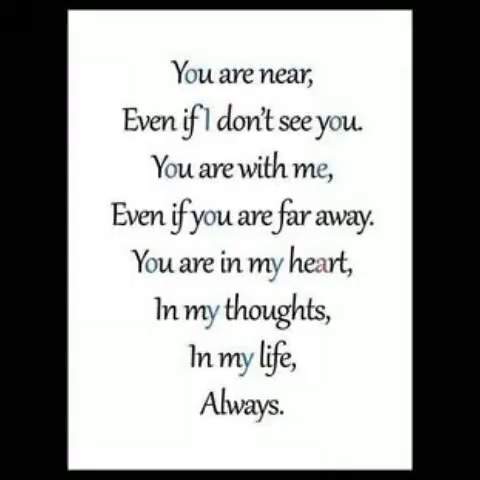 You are near,
Even if I don't see you.
You are with me,
Even if you are far away.
You are in my heart,
In my thoughts,
In my life,
Always.